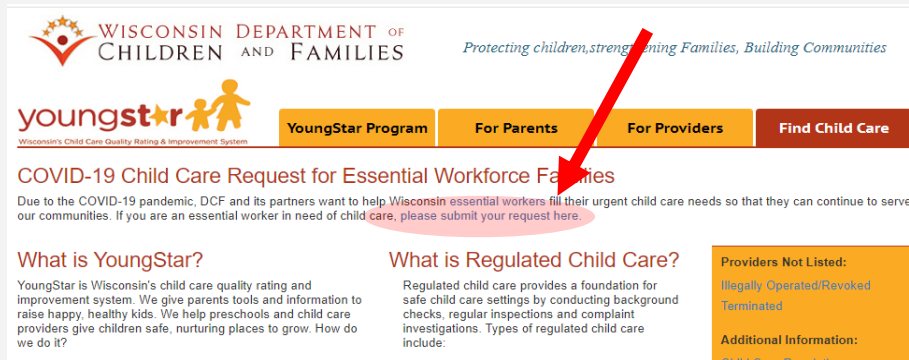 WISCONSIN DEPARTMENT OF
CHILDREN AND FAMILIES
Protecting children,strengthening Families, Building Communities
youngstar
Wisconsin's Child Care Quality Rating & Improvement System
YoungStar Program
For Parents
For Providers
Find Child Care
COVID-19 Child Care Request for Essential Workforce Families
Due to the COVID-19 pandemic, DCF and its partners want to help Wisconsin essential workers fill their urgent child care needs so that they can continue to serve
our communities. If you are an essential worker in need of child care, please submit your request here.
What is YoungStar?
YoungStar is Wisconsin's child care quality rating and
improvement system. We give parents tools and information to
raise happy, healthy kids. We help preschools and child care
providers give children safe, nurturing places to grow. How do
we do it?
What is Regulated Child Care?
Regulated child care provides a foundation for
safe child care settings by conducting background
checks, regular inspections and complaint
investigations. Types of regulated child care
include:
Providers Not Listed:
Illegally Operated/Revoked
Terminated
Additional Information: